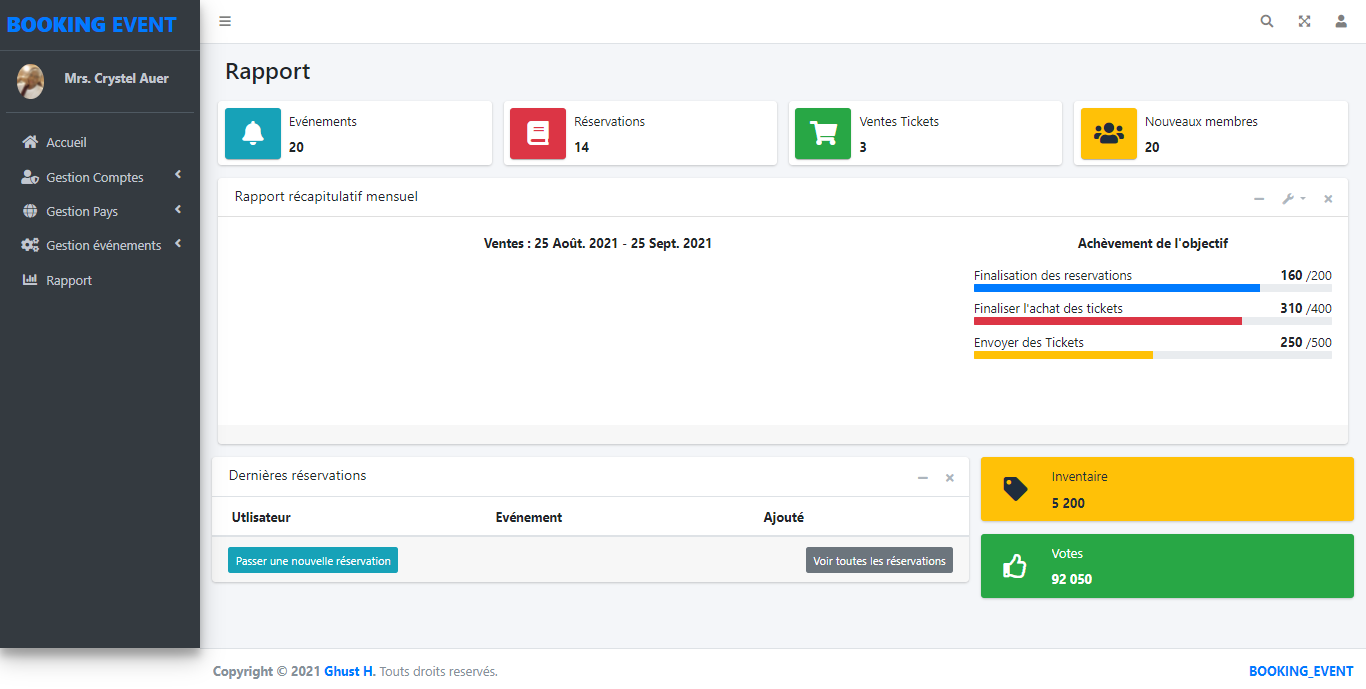 BOOKING EVENT
Mrs. Crystel Auer
Accueil
Gestion Comptes
Gestion Pays
Gestion événements
Rapport
Rapport
Evénements
20
Réservations
14
Ventes Tickets
3
Nouveaux membres
20
Rapport récapitulatif mensuel
Ventes : 25 Août. 2021 - 25 Sept. 2021
Achèvement de l'objectif
Finalisation des reservations 160 /200
Finaliser l'achat des tickets 310 /400
Envoyer des Tickets 250 /500
Dernières réservations
Utlisateur Evénement Ajouté
Passer une nouvelle réservation Voir toutes les réservations
Inventaire
5 200
Votes
92 050
Copyright © 2021 Ghust H. Touts droits reservés. BOOKING_EVENT